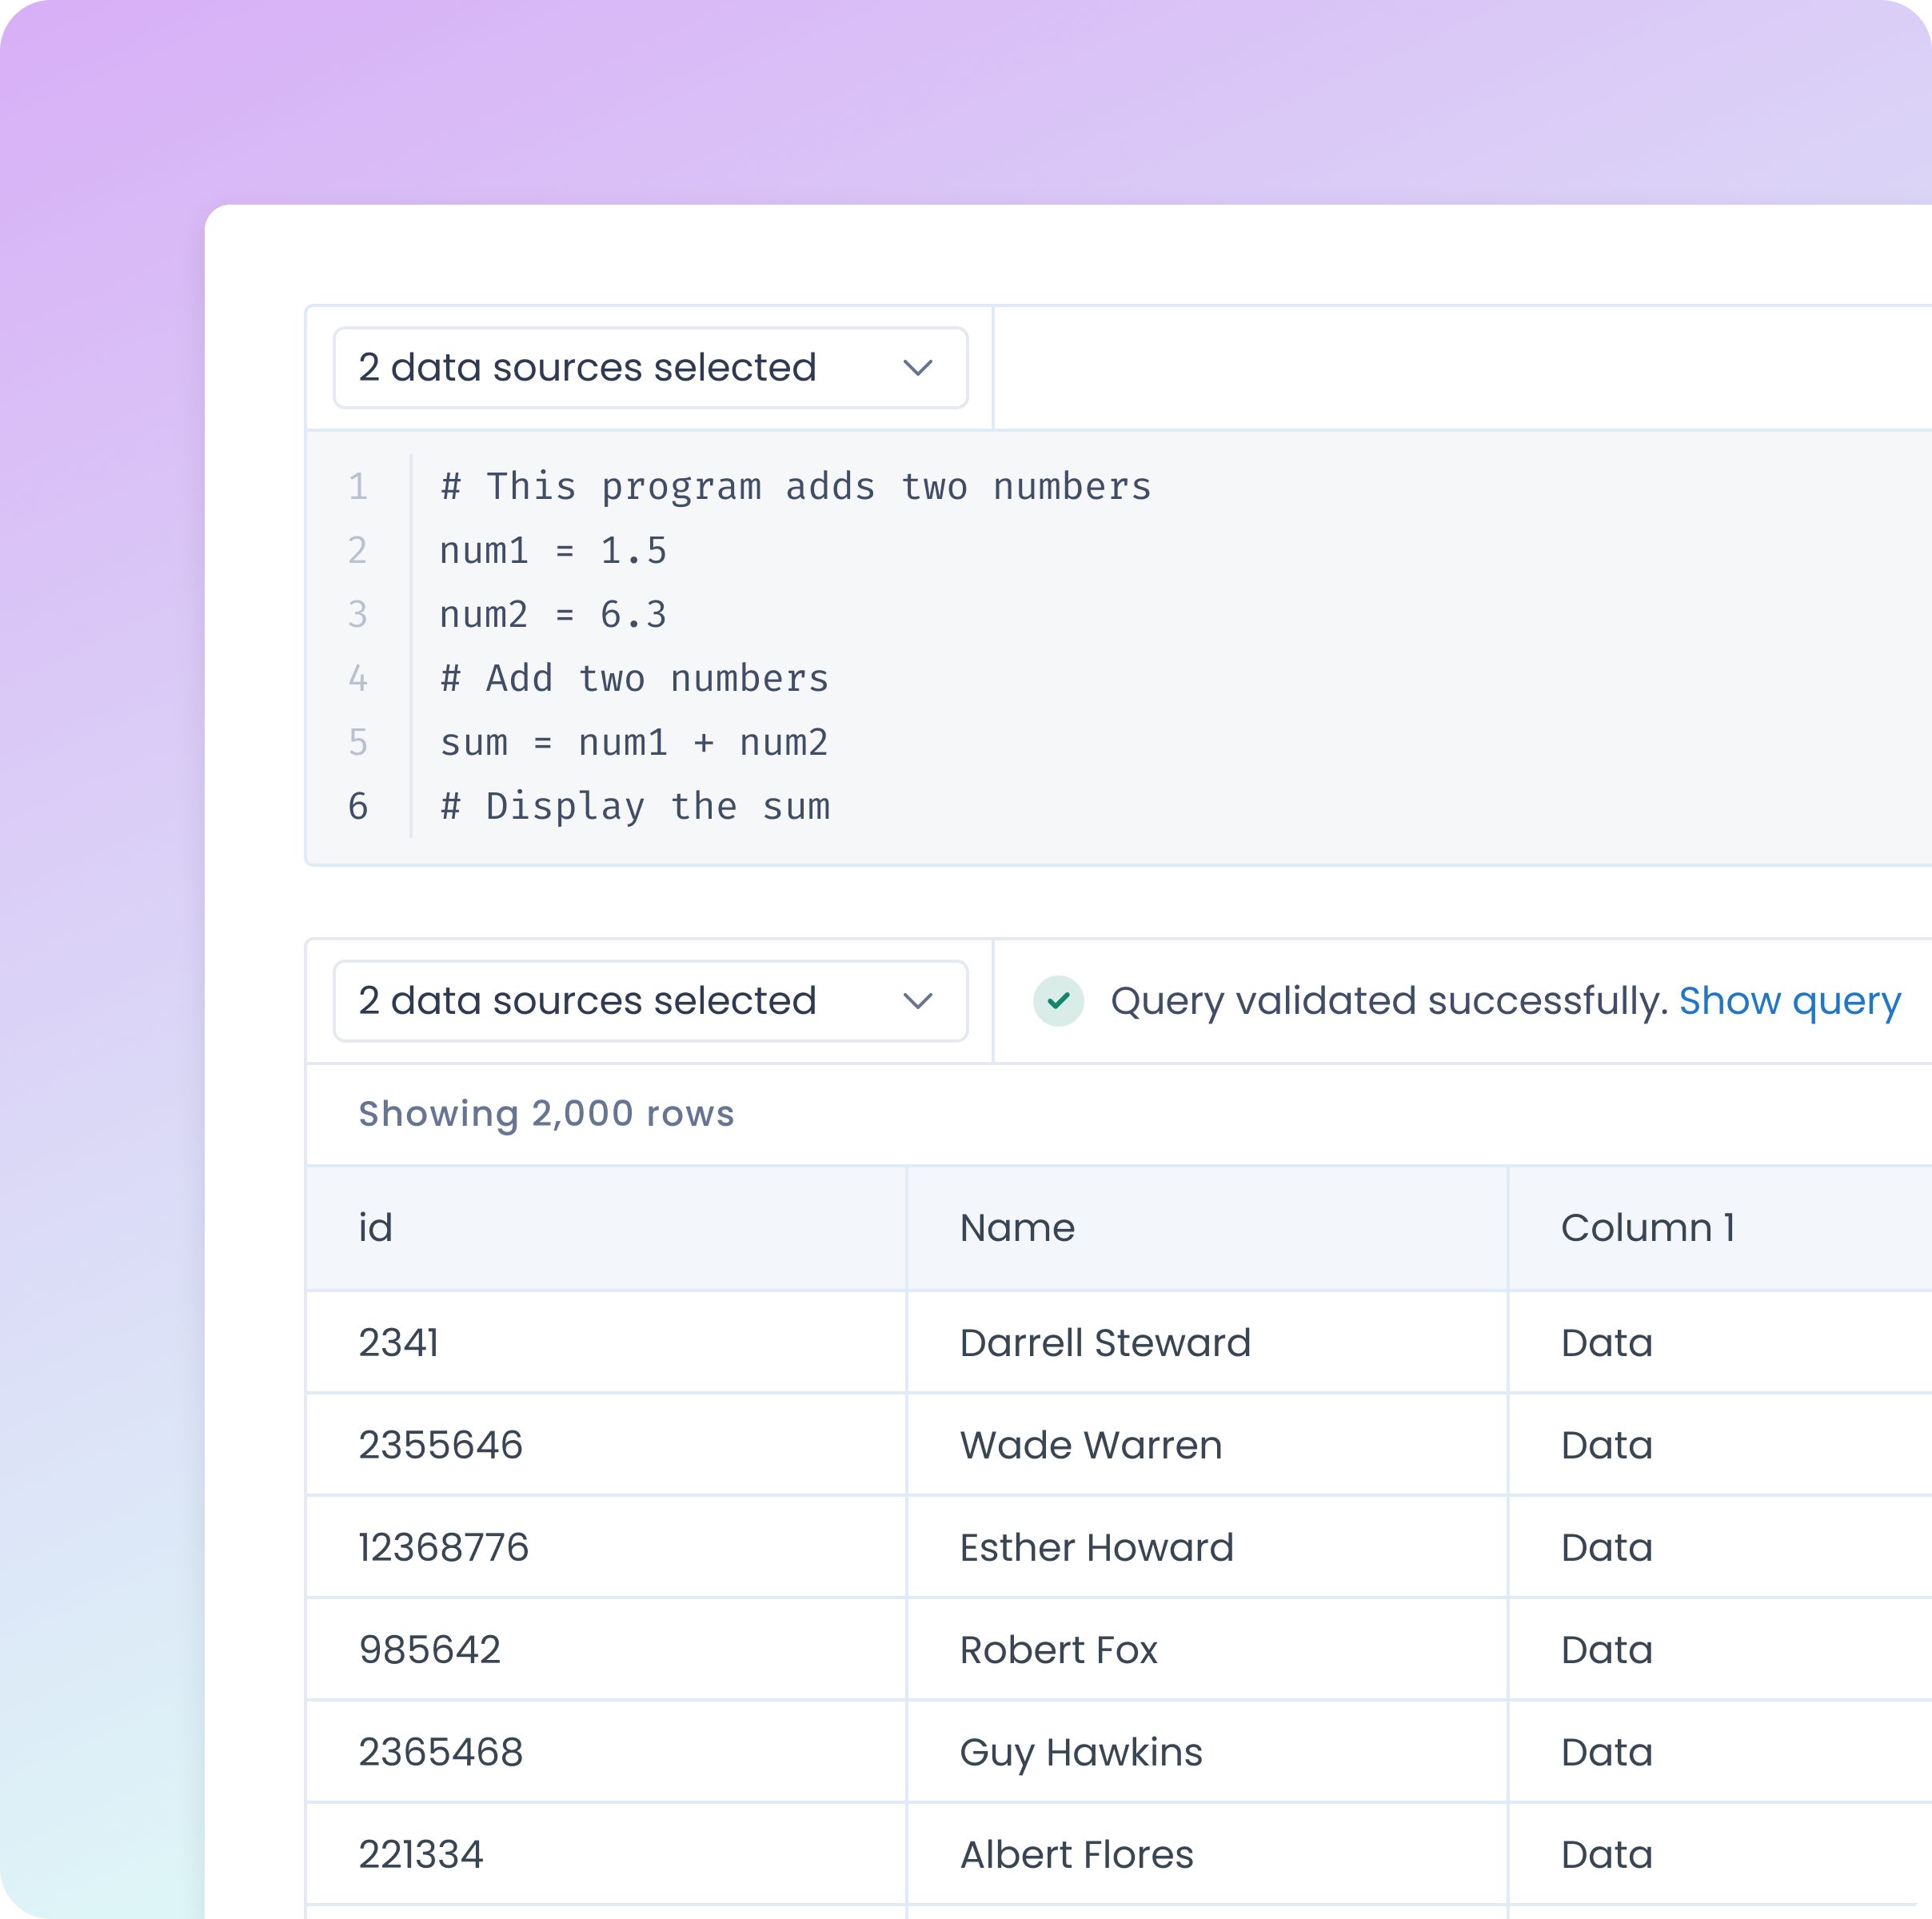 2 data sources selected
1 # This program adds two numbers
2 num1 = 1.5
3 num2 = 6.3
4 # Add two numbers
5 sum = num1 + num2
6 # Display the sum
2 data sources selected Query validated successfully. Show query
Showing 2,000 rows
id Name Column 1
2341 Darrell Steward Data
2355646 Wade Warren Data
12368776 Esther Howard Data
985642 Robert Fox Data
2365468 Guy Hawkins Data
221334 Albert Flores Data